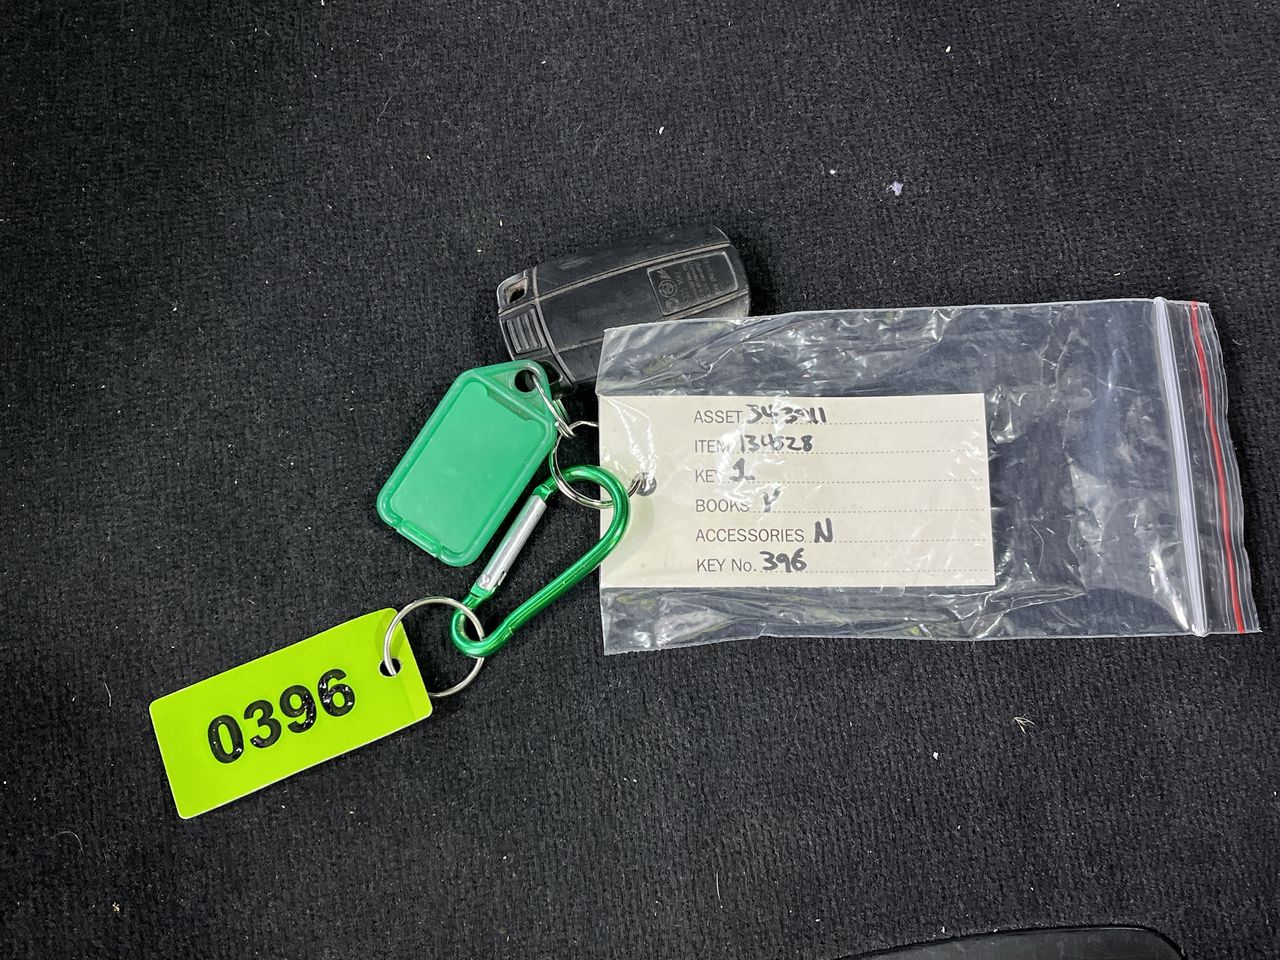 ASSET 343911
ITEM 134528
KEY 1
BOOKS Y
ACCESSORIES N
KEY No. 396
0396